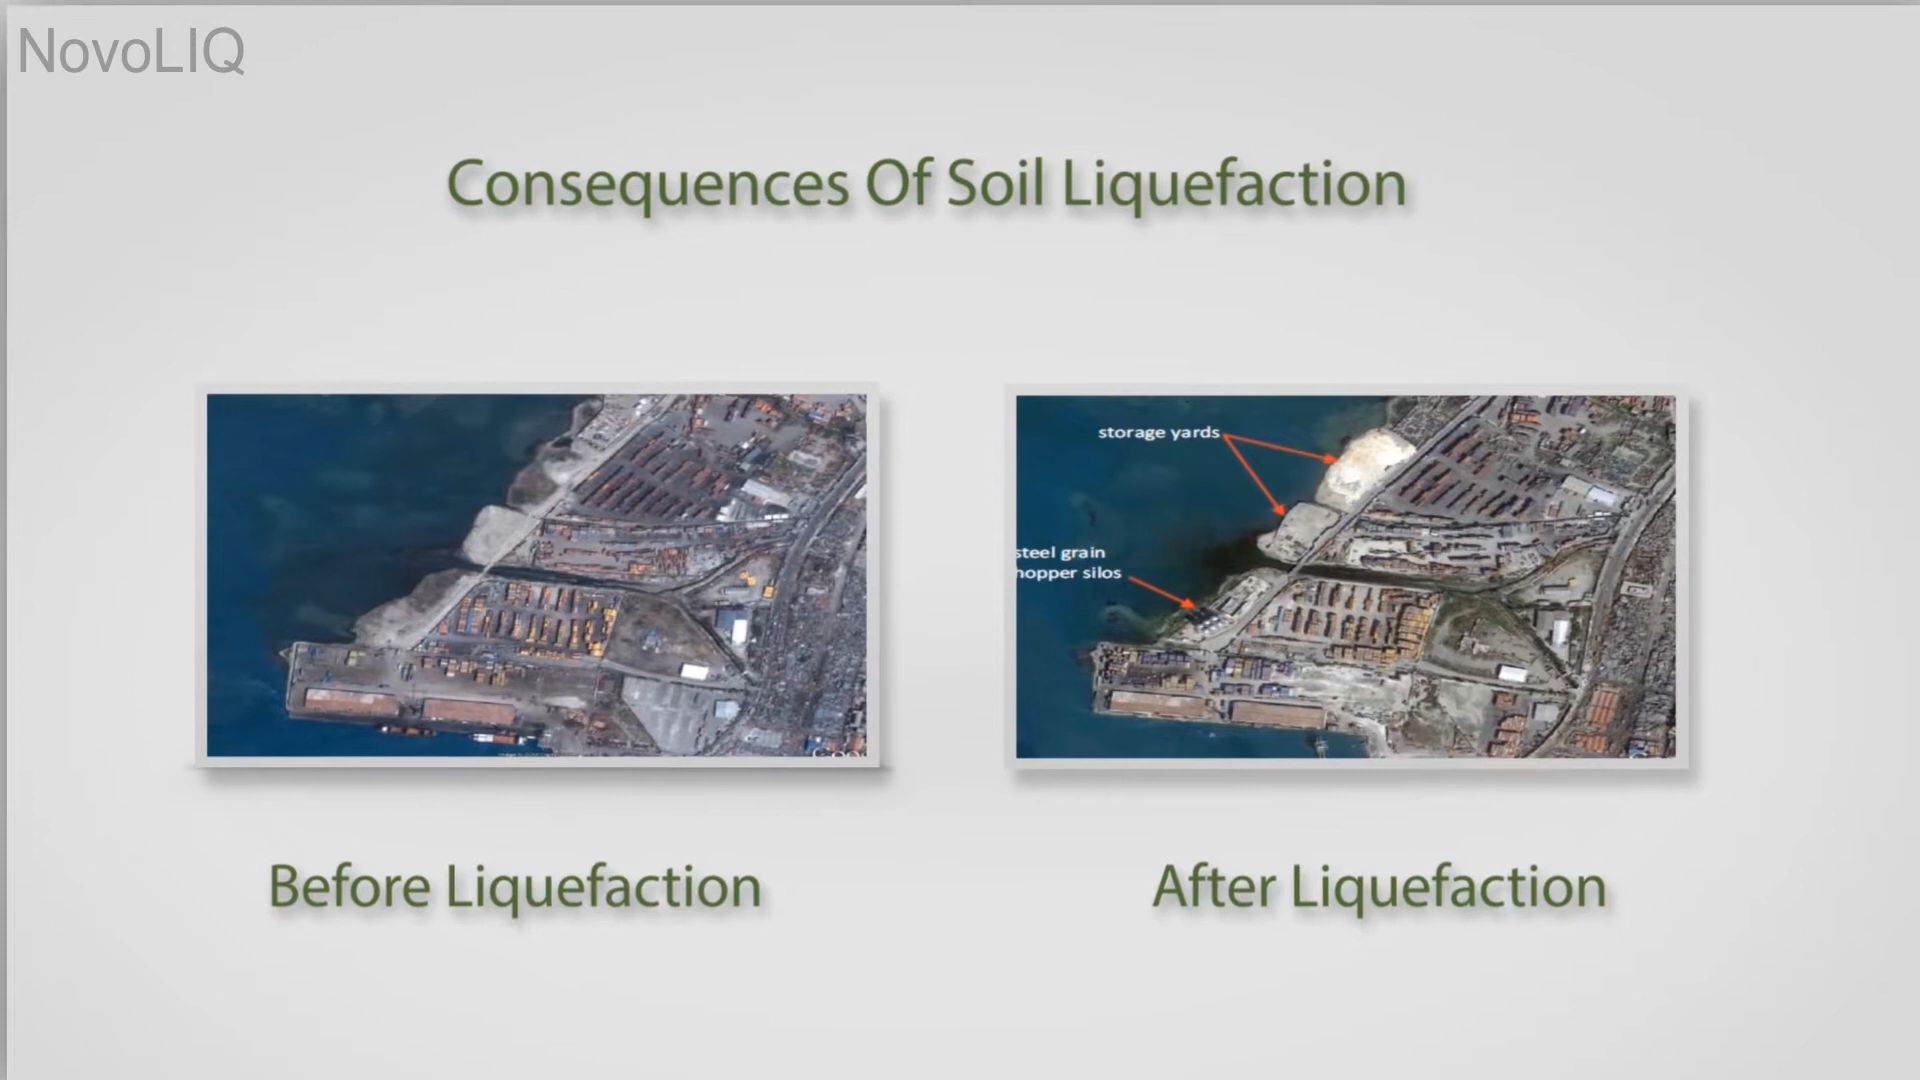 NovoLIQ
Consequences Of Soil Liquefaction
storage yards
steel grain
hopper silos
Before Liquefaction
After Liquefaction